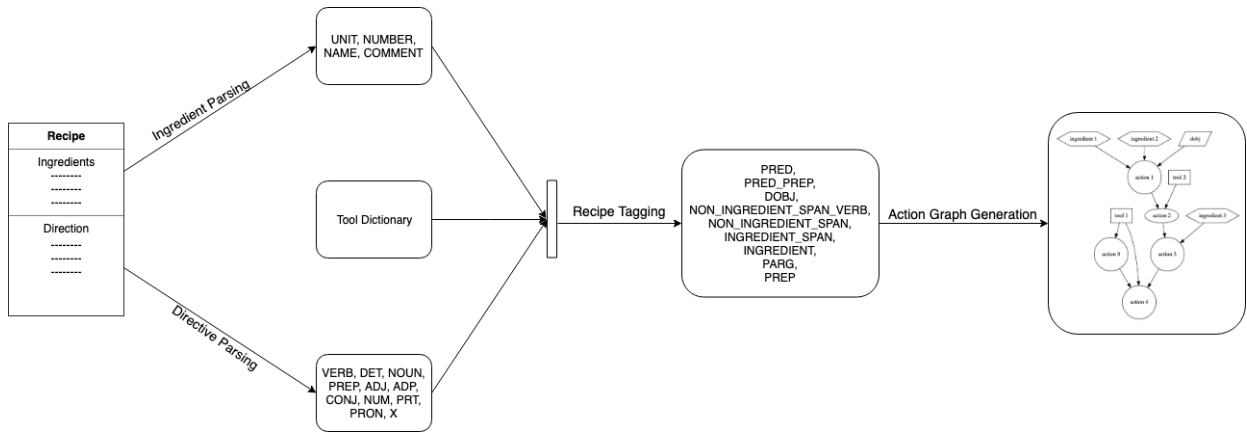 Recipe
Ingredients
--------
--------
--------
Direction
--------
--------
--------
Ingredient Parsing
Directive Parsing
UNIT, NUMBER,
NAME, COMMENT
Tool Dictionary
VERB, DET, NOUN,
PREP, ADJ, ADP,
CONJ, NUM, PRT,
PRON, X
Recipe Tagging
PRED,
PRED_PREP,
DOBJ,
NON_INGREDIENT_SPAN_VERB,
NON_INGREDIENT_SPAN,
INGREDIENT_SPAN,
INGREDIENT,
PARG,
PREP
Action Graph Generation
ingredient 1
ingredient 2
dobj
action 1
tool 2
tool 1
action 2
ingredient 3
action 0
action 3
action 4